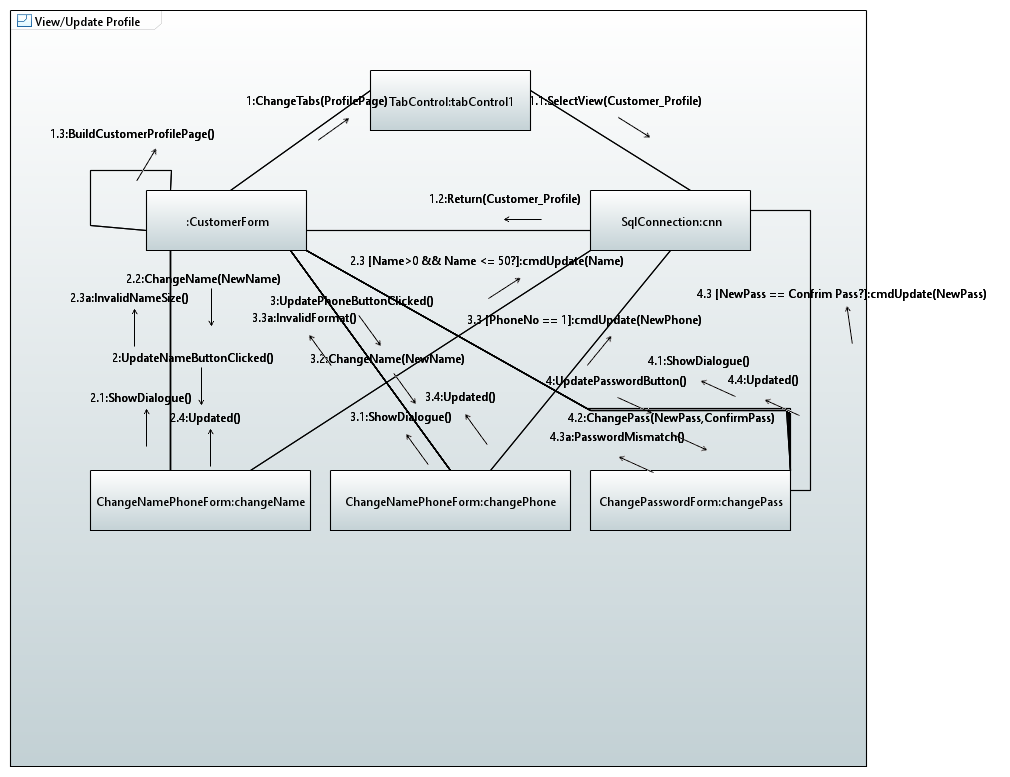 View/Update Profile
1:ChangeTabs(ProfilePage)
TabControl:tabControl1
1.1:SelectView(Customer_Profile)
1.3:BuildCustomerProfilePage()
1.2:Return(Customer_Profile)
:CustomerForm
SqlConnection:cnn
2.3 [Name>0 && Name <= 50?]:cmdUpdate(Name)
2.2:ChangeName(NewName)
2.3a:InvalidNameSize()
3:UpdatePhoneButtonClicked()
4.3 [NewPass == Confrim Pass?]:cmdUpdate(NewPass)
3.3a:InvalidFormat()
3.3 [PhoneNo == 1]:cmdUpdate(NewPhone)
2:UpdateNameButtonClicked()
3.2:ChangeName(NewName)
4.1:ShowDialogue()
4:UpdatePasswordButton()
4.4:Updated()
2.1:ShowDialogue()
3.4:Updated()
2.4:Updated()
3.1:ShowDialogue()
4.2:ChangePass(NewPass,ConfirmPass)
4.3a:PasswordMismatch()
ChangeNamePhoneForm:changeName
ChangeNamePhoneForm:changePhone
ChangePasswordForm:changePass